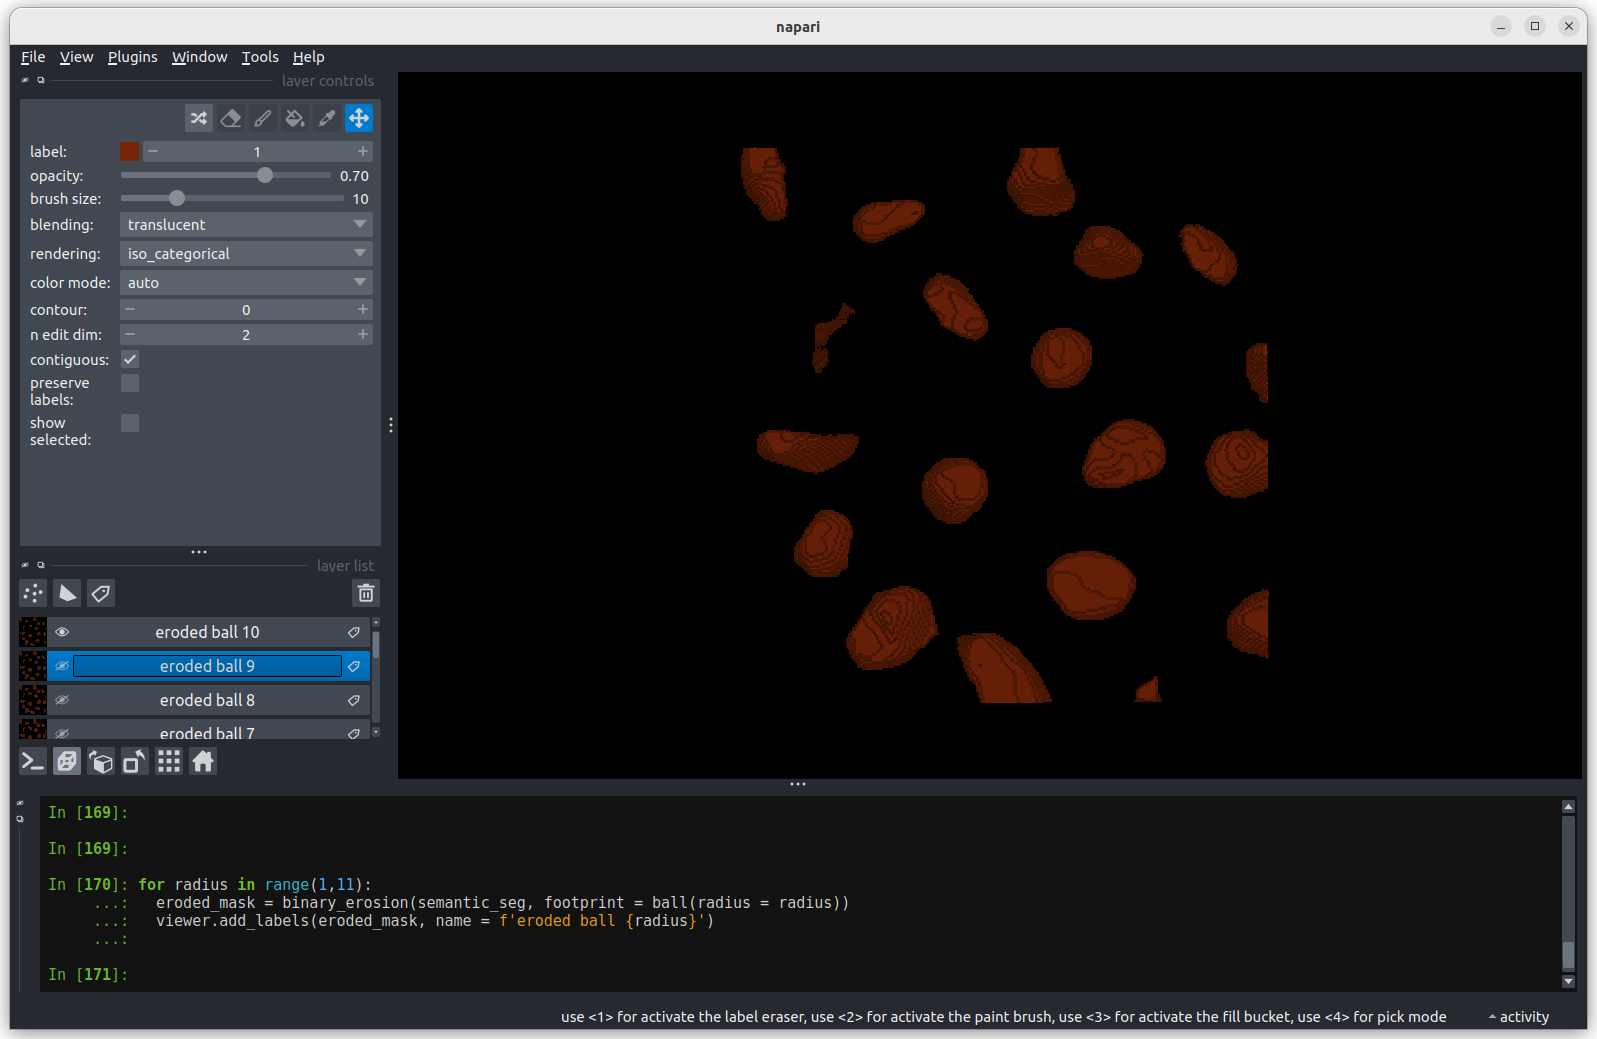 napari
File View Plugins Window Tools Help
layer controls
label: 1
opacity: 0.70
brush size: 10
blending: translucent
rendering: iso_categorical
color mode: auto
contour: 0
n edit dim: 2
contiguous:
preserve
labels:
show
selected:
layer list
eroded ball 10
eroded ball 9
eroded ball 8
eroded ball 7
In [169]:
In [169]:
In [170]: for radius in range(1,11):
...: eroded_mask = binary_erosion(semantic_seg, footprint = ball(radius = radius))
...: viewer.add_labels(eroded_mask, name = f'eroded ball {radius}')
...:
In [171]:
use <1> for activate the label eraser, use <2> for activate the paint brush, use <3> for activate the fill bucket, use <4> for pick mode
activity